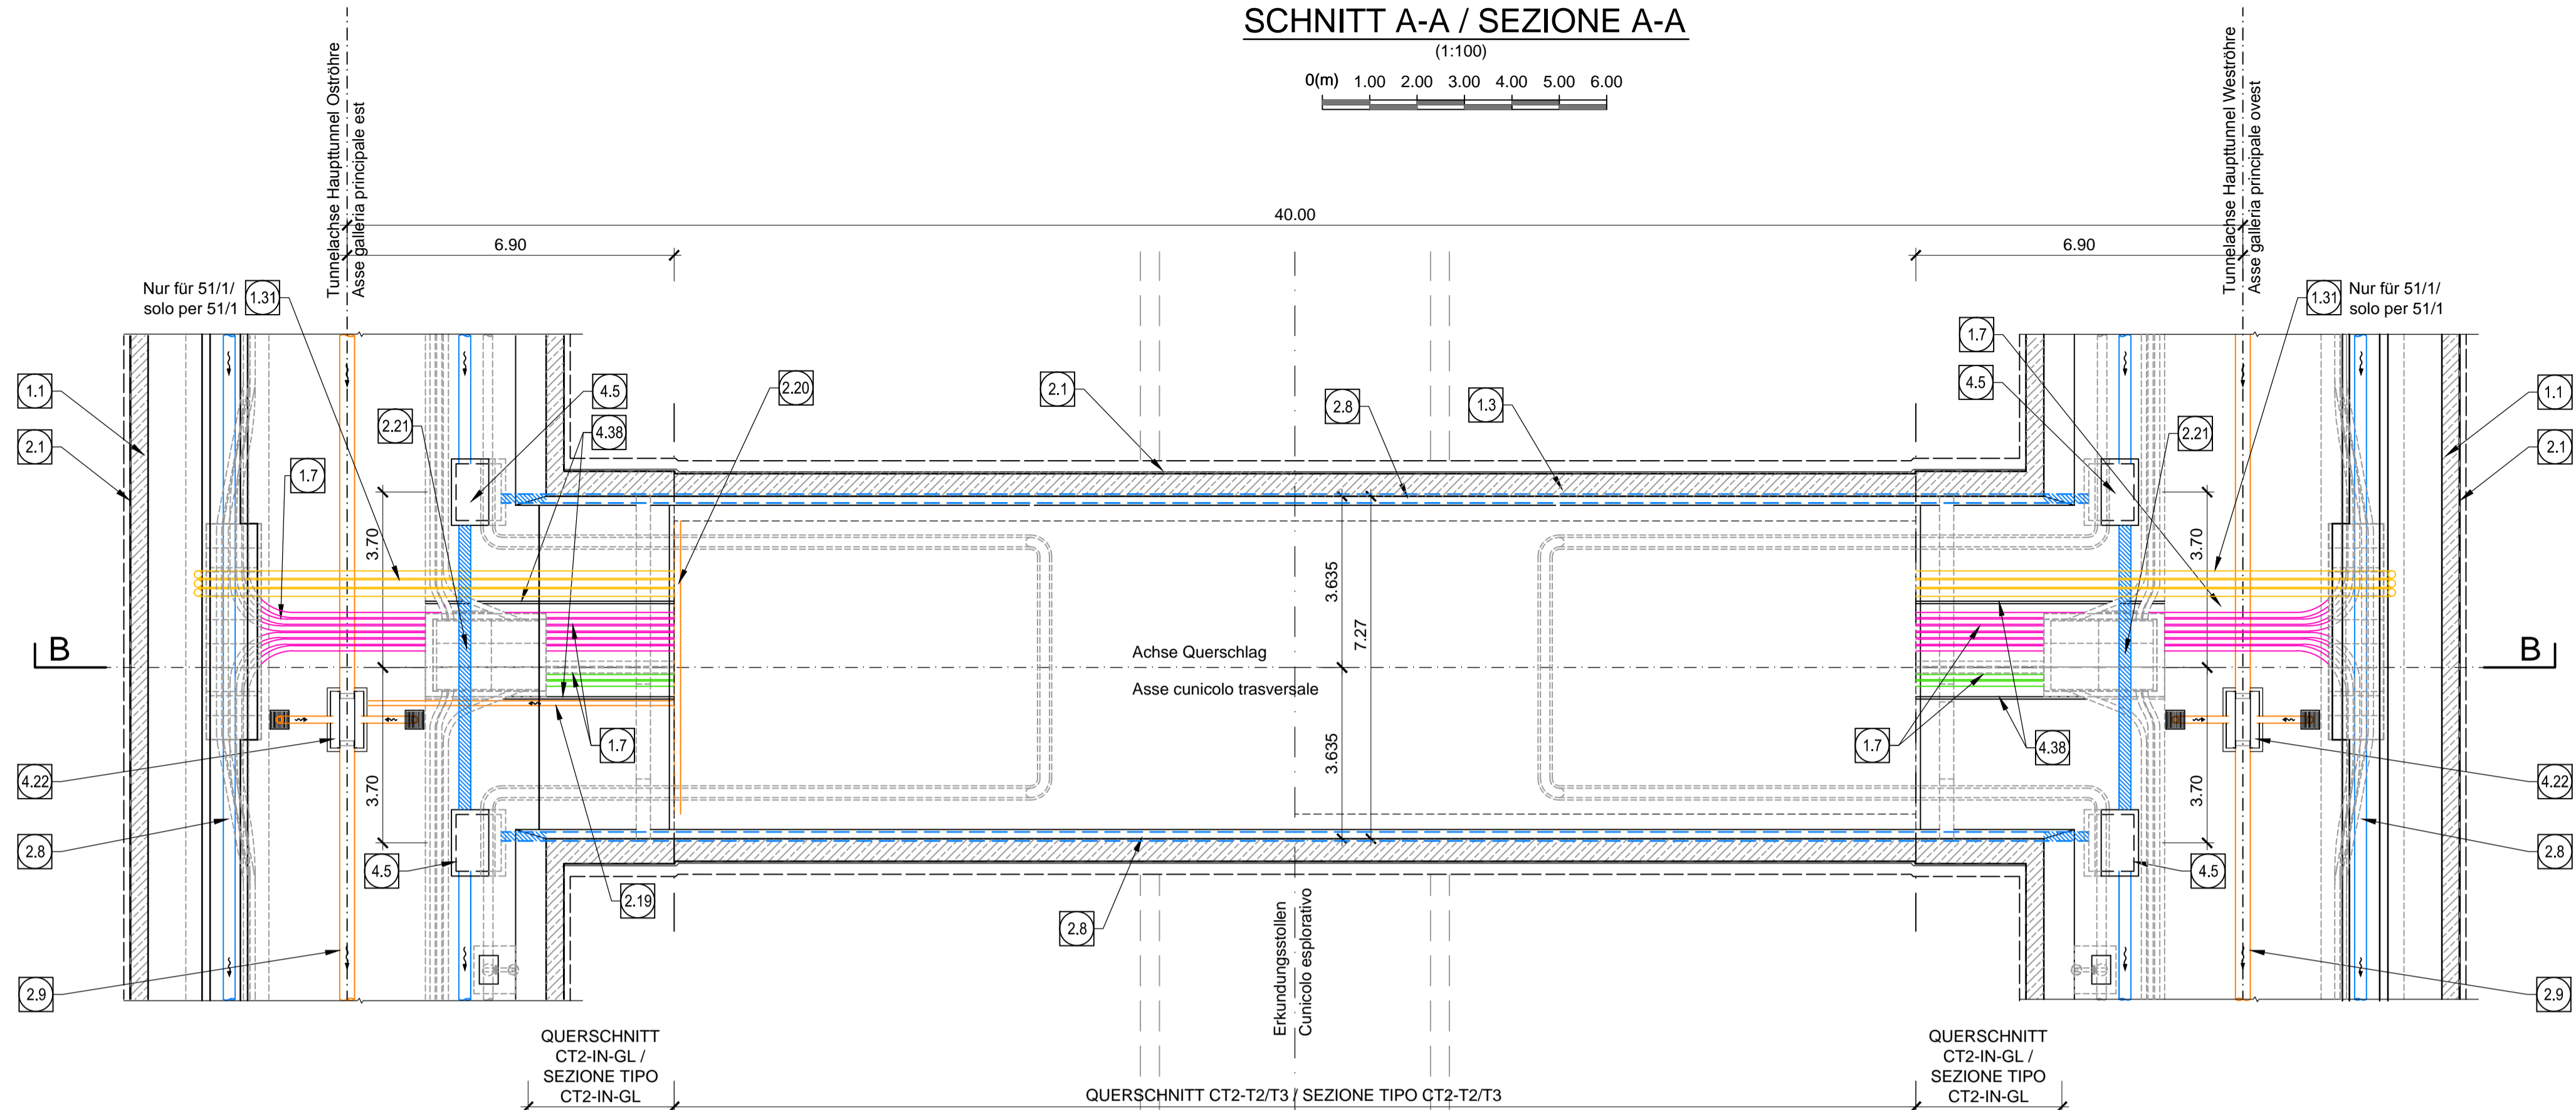 SCHNITT A-A / SEZIONE A-A
(1:100)
0(m) 1.00 2.00 3.00 4.00 5.00 6.00
Tunnelachse Haupttunnel Oströhre
Asse galleria principale est
Tunnelachse Haupttunnel Weströhre
Asse galleria principale ovest
40.00
6.90
6.90
Nur für 51/1/
solo per 51/1
1.31
1.31
Nur für 51/1/
solo per 51/1
1.1
2.1
1.7
2.21
4.5
4.38
2.20
2.1
2.8
1.3
1.7
4.5
2.21
1.1
2.1
3.70
3.70
3.635
7.27
3.635
3.70
3.70
B
B
Achse Querschlag
Asse cunicolo trasversale
1.7
1.7
4.38
4.22
2.8
4.5
2.19
2.8
4.5
4.22
2.8
2.9
2.9
Erkundungsstollen
Cunicolo esplorativo
QUERSCHNITT
CT2-IN-GL /
SEZIONE TIPO
CT2-IN-GL
QUERSCHNITT CT2-T2/T3 / SEZIONE TIPO CT2-T2/T3
QUERSCHNITT
CT2-IN-GL /
SEZIONE TIPO
CT2-IN-GL